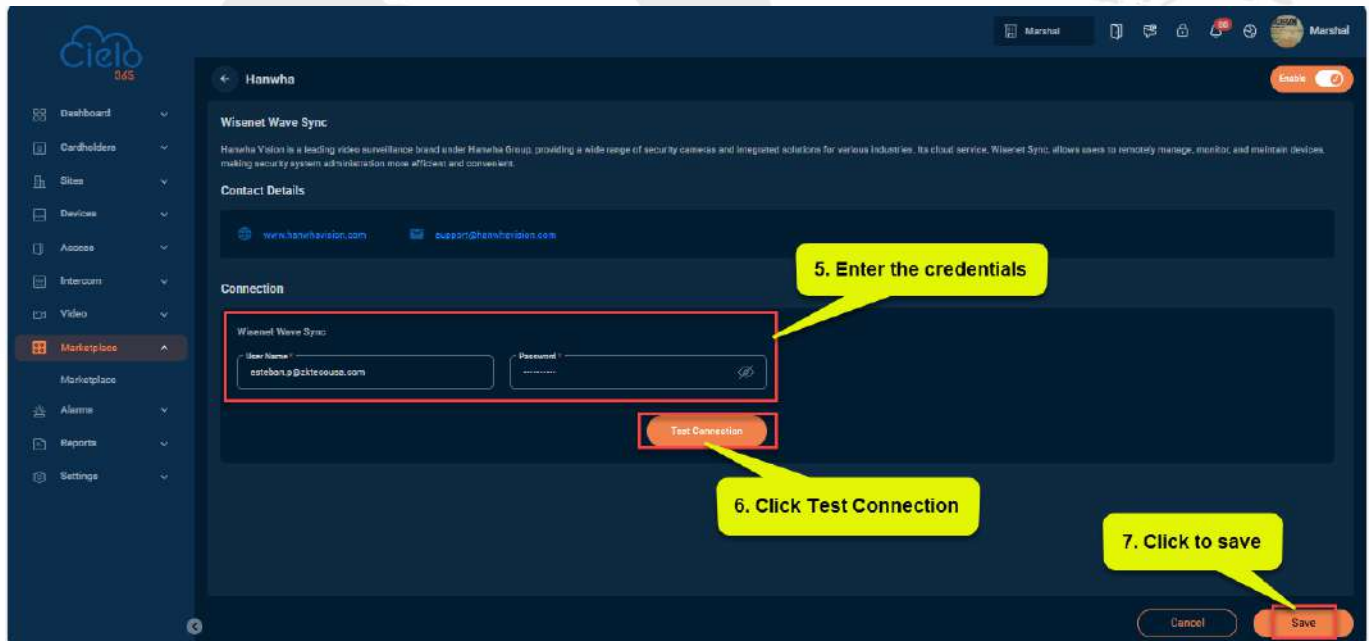 Cielo
365
Marshal
Marshal
Hanwha
Enable
Dashboard
Cardholders
Sites
Devices
Access
Intercom
Video
Marketplace
Marketplace
Alarms
Reports
Settings
Wisenet Wave Sync
Hanwha Vision is a leading video surveillance brand under Hanwha Group, providing a wide range of security cameras and integrated solutions for various industries. Its cloud service, Wisenet Sync, allows users to remotely manage, monitor, and maintain devices,
making security system administration more efficient and convenient.
Contact Details
www.hanwhavision.com
support@hanwhavision.com
5. Enter the credentials
Connection
Wisenet Wave Sync
User Name *
esteban.p@zktecousa.com
Password *
Test Connection
6. Click Test Connection
7. Click to save
Cancel
Save